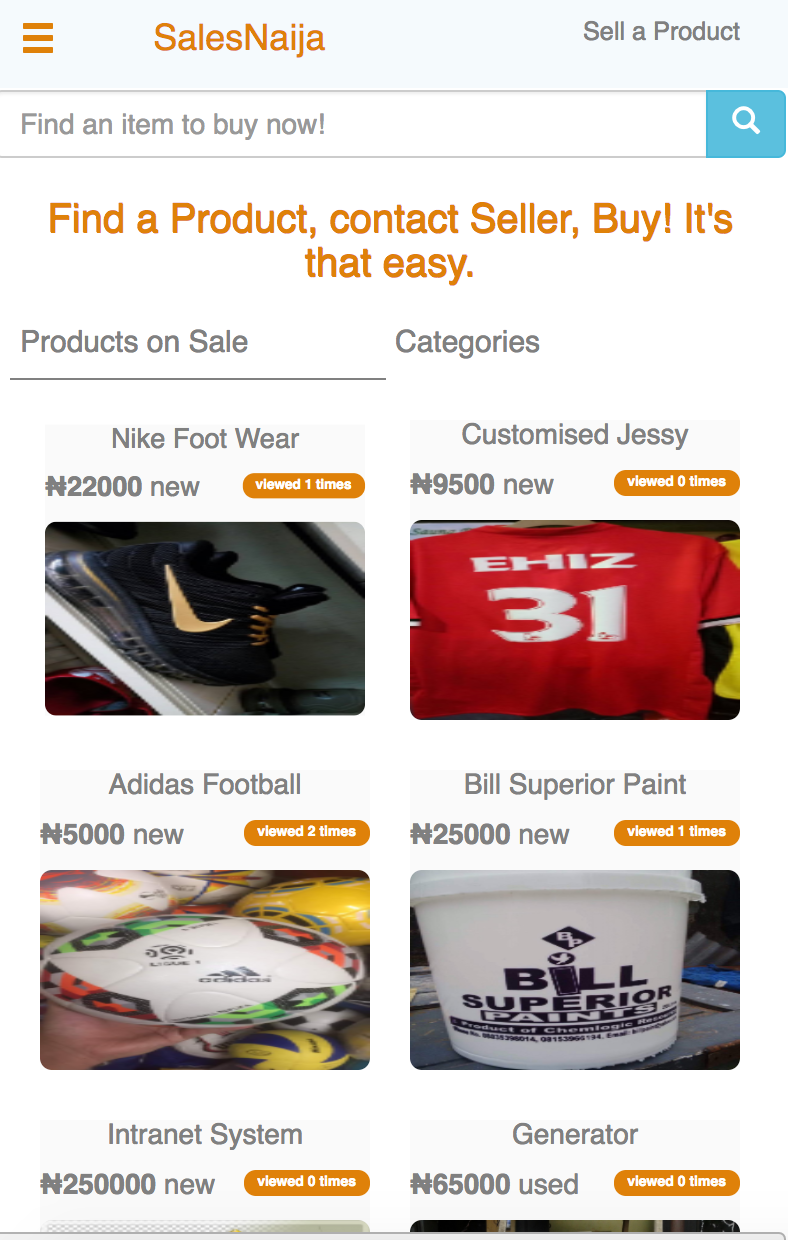 SalesNaija
Sell a Product
Find an item to buy now!
Find a Product, contact Seller, Buy! It's
that easy.
Products on Sale
Categories
Nike Foot Wear
₦22000 new
viewed 1 times
Customised Jessy
₦9500 new
viewed 0 times
EHIZ
31
Adidas Football
₦5000 new
viewed 2 times
LIGUE 1
adidas
Bill Superior Paint
₦25000 new
viewed 1 times
BP
BILL
SUPERIOR
PAINTS
Product of Chemlogic
Intranet System
₦250000 new
viewed 0 times
Generator
₦65000 used
viewed 0 times